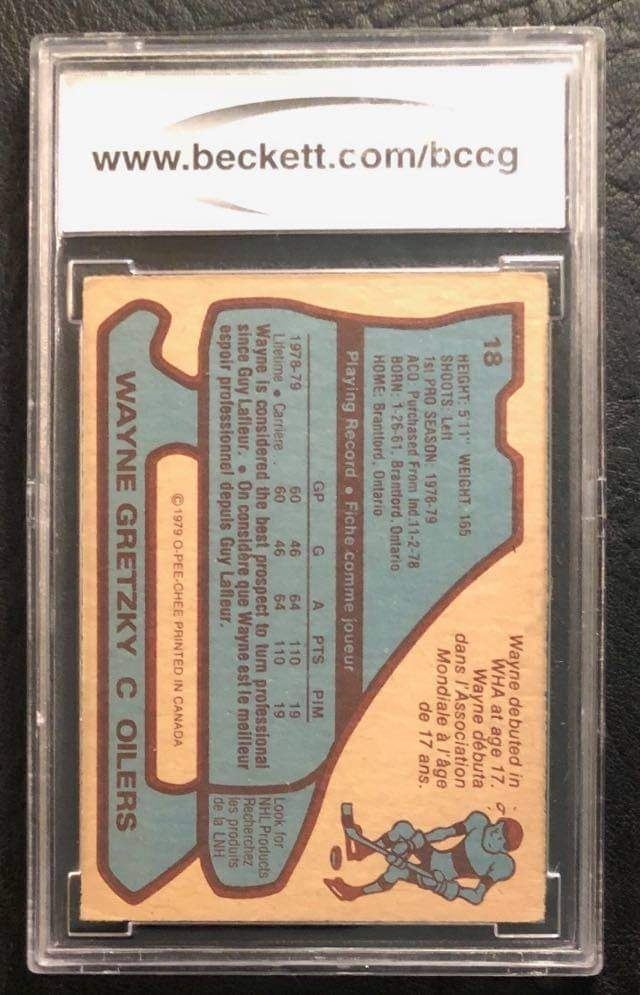 www.beckett.com/bccg
18
HEIGHT: 5'11" WEIGHT: 165
SHOOTS: Left
1st PRO SEASON: 1978-79
ACQ: Purchased From Ind.11-2-78
BORN: 1-26-61, Brantford, Ontario
HOME: Brantford, Ontario
Wayne debuted in
WHA at age 17.
Wayne débuta
dans l'Association
Mondiale à l'âge
de 17 ans.
Playing Record • Fiche comme joueur
GP G A PTS PIM
1978-79 60 46 64 110 19
Lifetime • Carrière . 60 46 64 110 19
Wayne is considered the best prospect to turn professional
since Guy Lafleur. • On considère que Wayne est le meilleur
espoir professionnel depuis Guy Lafleur.
Look for
NHL Products
Recherchez
les produits
de la LNH
© 1979 O-PEE-CHEE PRINTED IN CANADA
WAYNE GRETZKY C OILERS